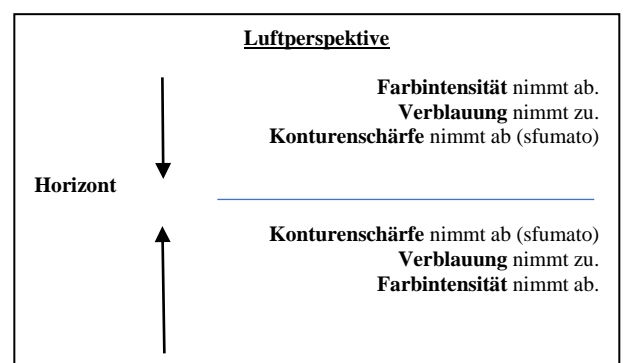 Luftperspektive
Farbintensität nimmt ab.
Verblauung nimmt zu.
Konturenschärfe nimmt ab (sfumato)
Horizont
Konturenschärfe nimmt ab (sfumato)
Verblauung nimmt zu.
Farbintensität nimmt ab.